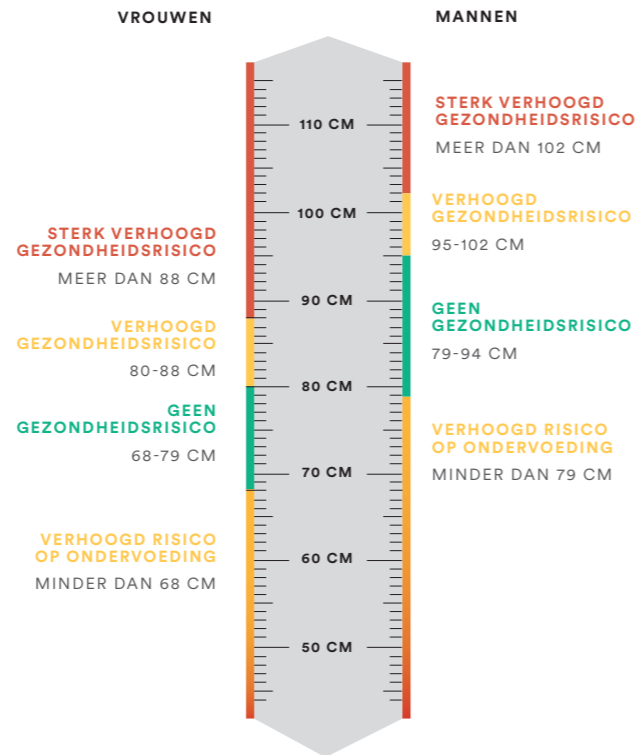 VROUWEN
STERK VERHOOGD
GEZONDHEIDSRISICO
MEER DAN 88 CM
VERHOOGD
GEZONDHEIDSRISICO
80-88 CM
GEEN
GEZONDHEIDSRISICO
68-79 CM
VERHOOGD RISICO
OP ONDERVOEDING
MINDER DAN 68 CM
110 CM
100 CM
90 CM
80 CM
70 CM
60 CM
50 CM
MANNEN
STERK VERHOOGD
GEZONDHEIDSRISICO
MEER DAN 102 CM
VERHOOGD
GEZONDHEIDSRISICO
95-102 CM
GEEN
GEZONDHEIDSRISICO
79-94 CM
VERHOOGD RISICO
OP ONDERVOEDING
MINDER DAN 79 CM